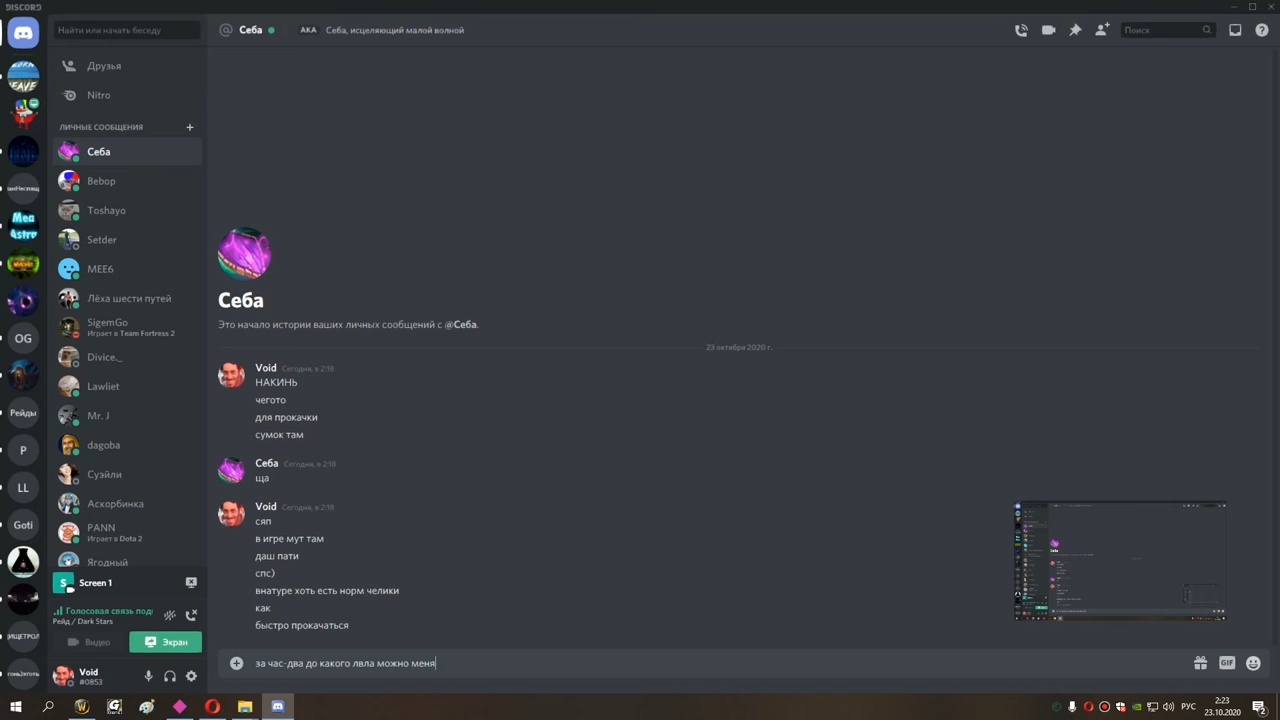 DISCORD
Найти или начать беседу
Себа
AKA
Себа, исцеляющий малой волной
Поиск
Друзья
Nitro
ЛИЧНЫЕ СООБЩЕНИЯ
Себа
Bebop
Toshayo
Setder
MEE6
Лёха шести путей
SigemGo
Играет в Team Fortress 2
Divice._
Lawliet
Mr. J
dagoba
Суэйли
Аскорбинка
PANN
Играет в Dota 2
Ягодный
Screen 1
Голосовая связь под
Рейд / Dark Stars
Видео
Экран
Void
#0853
BORN
LEAVE
Mea
Astro
OG
Рейды
P
LL
Goti
Себа
Это начало истории ваших личных сообщений с @Себа.
23 октября 2020 г.
Void Сегодня, в 2:18
НАКИНЬ
чегото
для прокачки
сумок там
Себа Сегодня, в 2:18
ща
Void Сегодня, в 2:18
сяп
в игре мут там
даш пати
спс)
внатуре хоть есть норм челики
как
быстро прокачаться
за час-два до какого лвла можно меня
GIF
РУС
2:23
23.10.2020